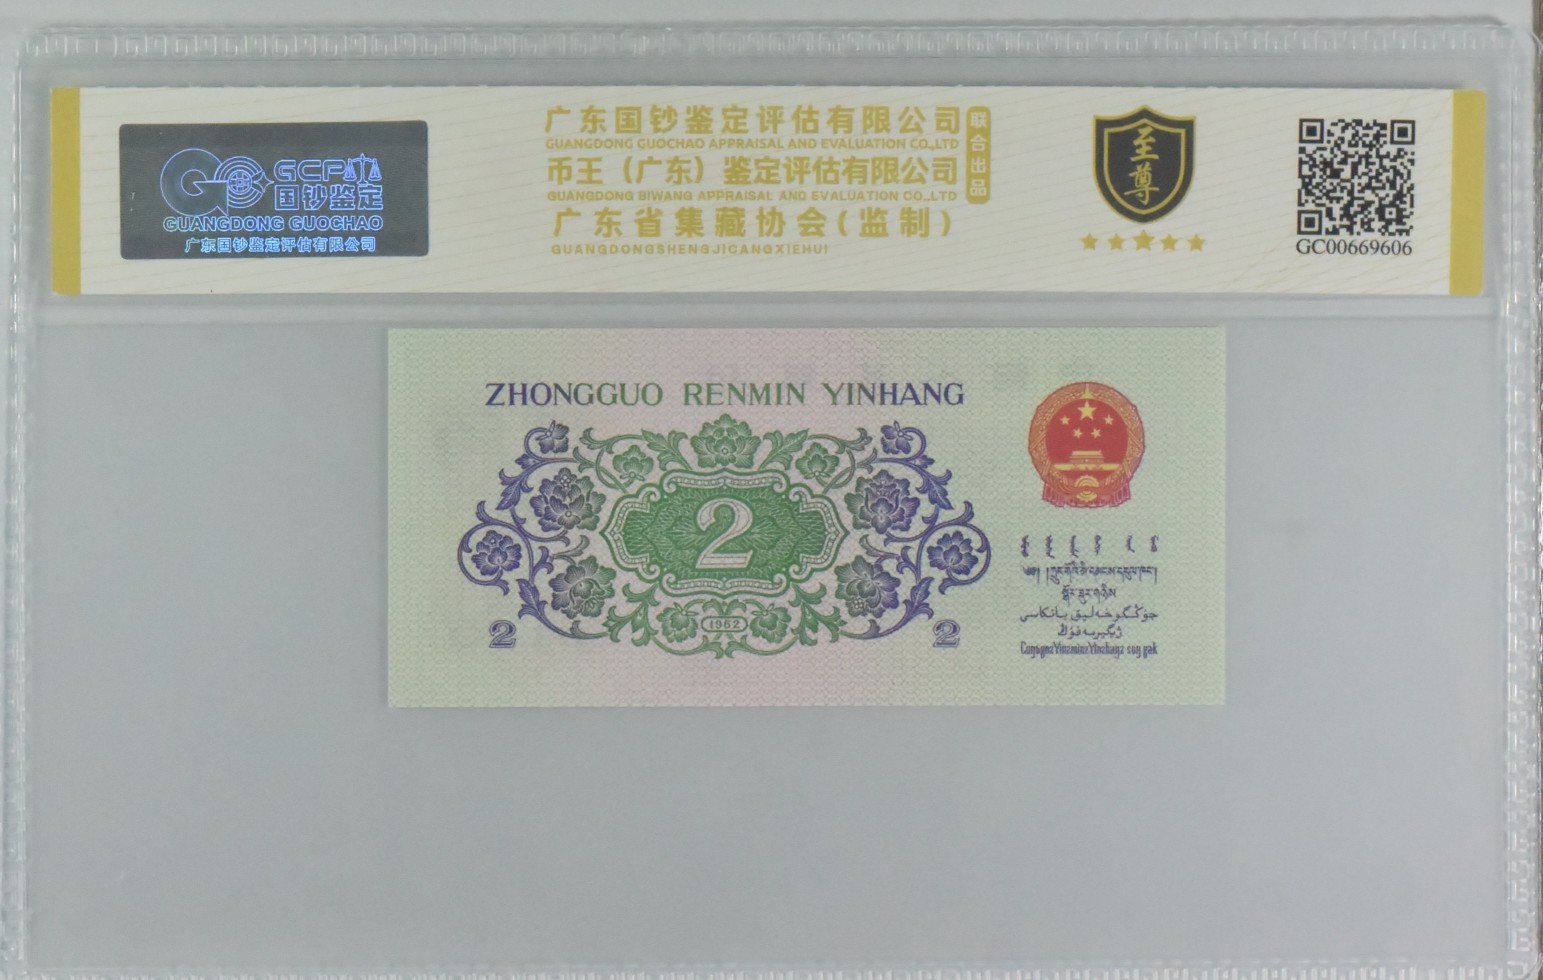 GCP
国钞鉴定
GUANGDONG GUOCHAO
广东国钞鉴定评估有限公司
广东国钞鉴定评估有限公司
GUANGDONG GUOCHAO APPRAISAL AND EVALUATION CO.,LTD
币王（广东）鉴定评估有限公司
GUANGDONG BIWANG APPRAISAL AND EVALUATION CO.,LTD
联合出品
广东省集藏协会(监制)
GUANGDONGSHENGJICANGXIEHUI
至尊
GC00669606
ZHONGGUO RENMIN YINHANG
2
1962
2
2
جۇڭگو خەلىق بانكاسى